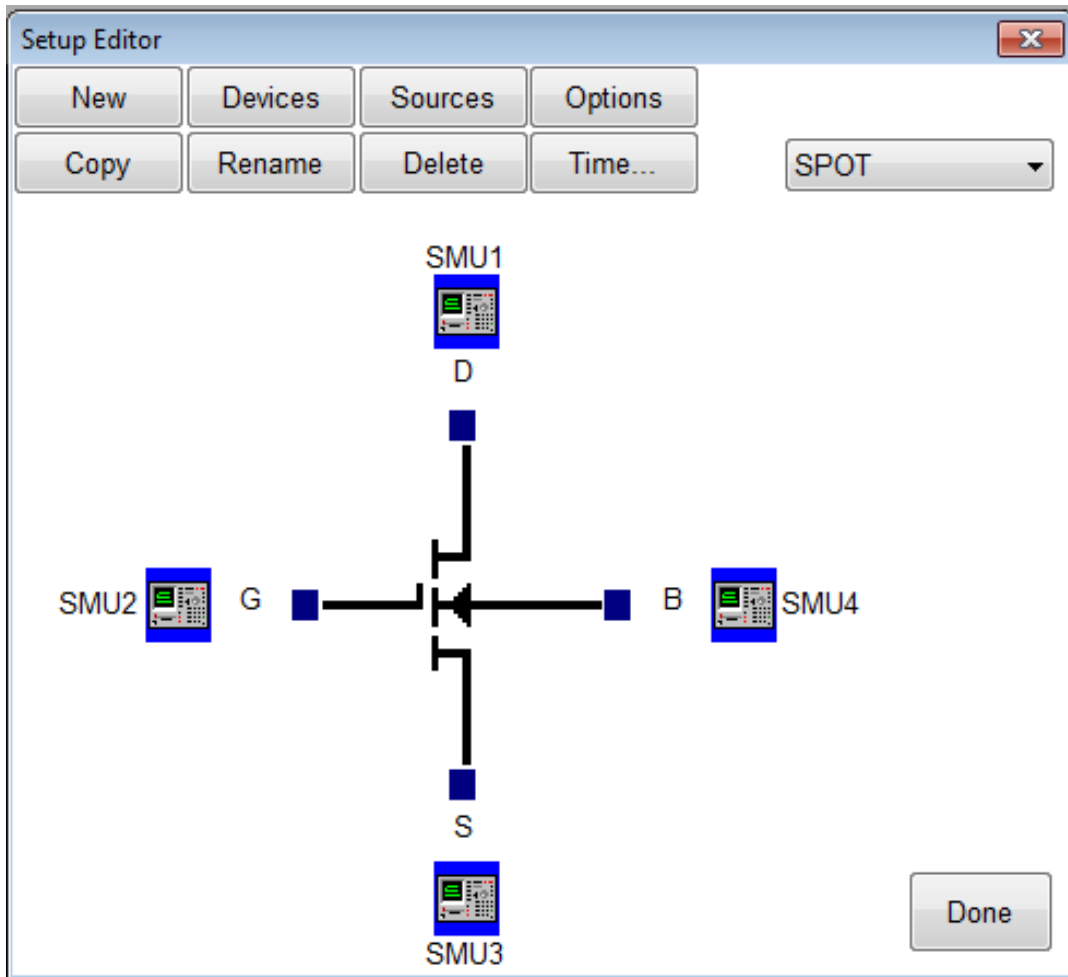 Setup Editor
New Devices Sources Options
Copy Rename Delete Time...
SPOT
SMU1
D
SMU2 G B SMU4
S
SMU3
Done